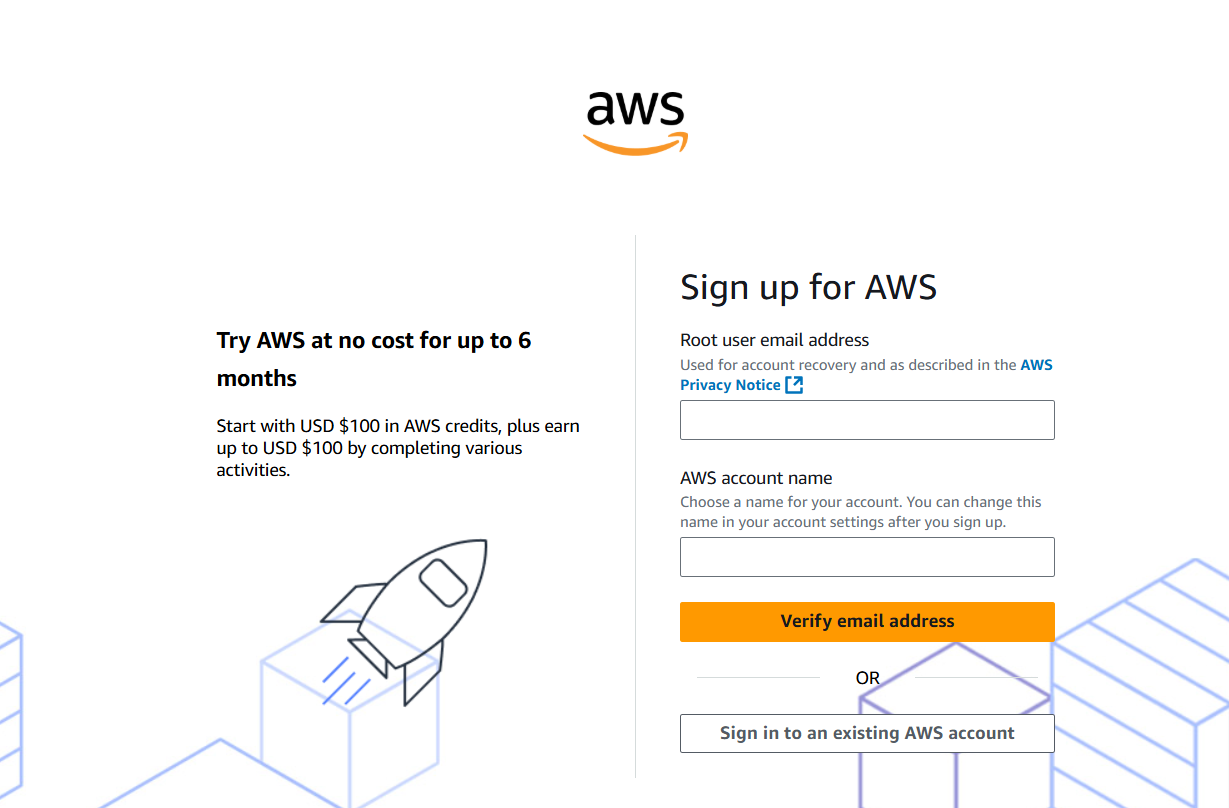 aws
Try AWS at no cost for up to 6
months
Start with USD $100 in AWS credits, plus earn
up to USD $100 by completing various
activities.
Sign up for AWS
Root user email address
Used for account recovery and as described in the AWS
Privacy Notice
AWS account name
Choose a name for your account. You can change this
name in your account settings after you sign up.
Verify email address
OR
Sign in to an existing AWS account